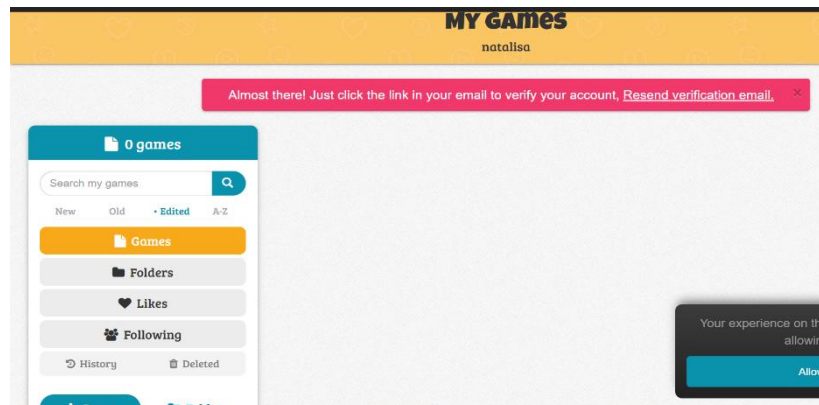 MY GAMES
natalisa
Almost there! Just click the link in your email to verify your account, Resend verification email. ×
0 games
Search my games
New Old • Edited A-Z
Games
Folders
Likes
Following
History Deleted
Your experience on th
allowin
Allow